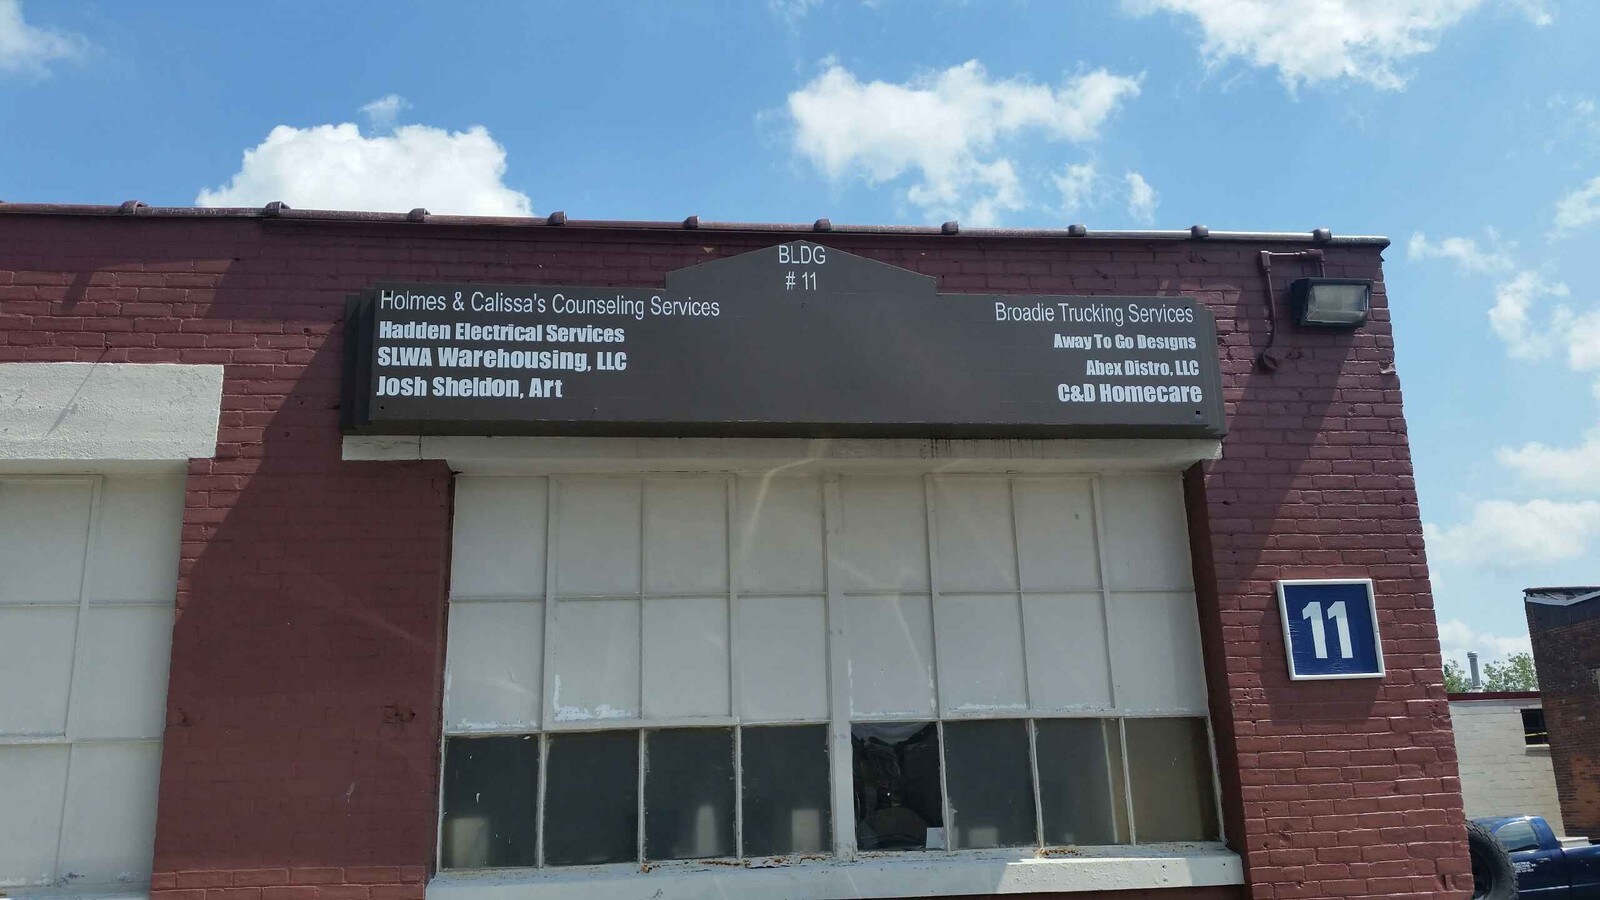 BLDG
# 11
Holmes & Calissa's Counseling Services
Hadden Electrical Services
SLWA Warehousing, LLC
Josh Sheldon, Art
Broadie Trucking Services
Away To Go Designs
Abex Distro, LLC
C&D Homecare
11